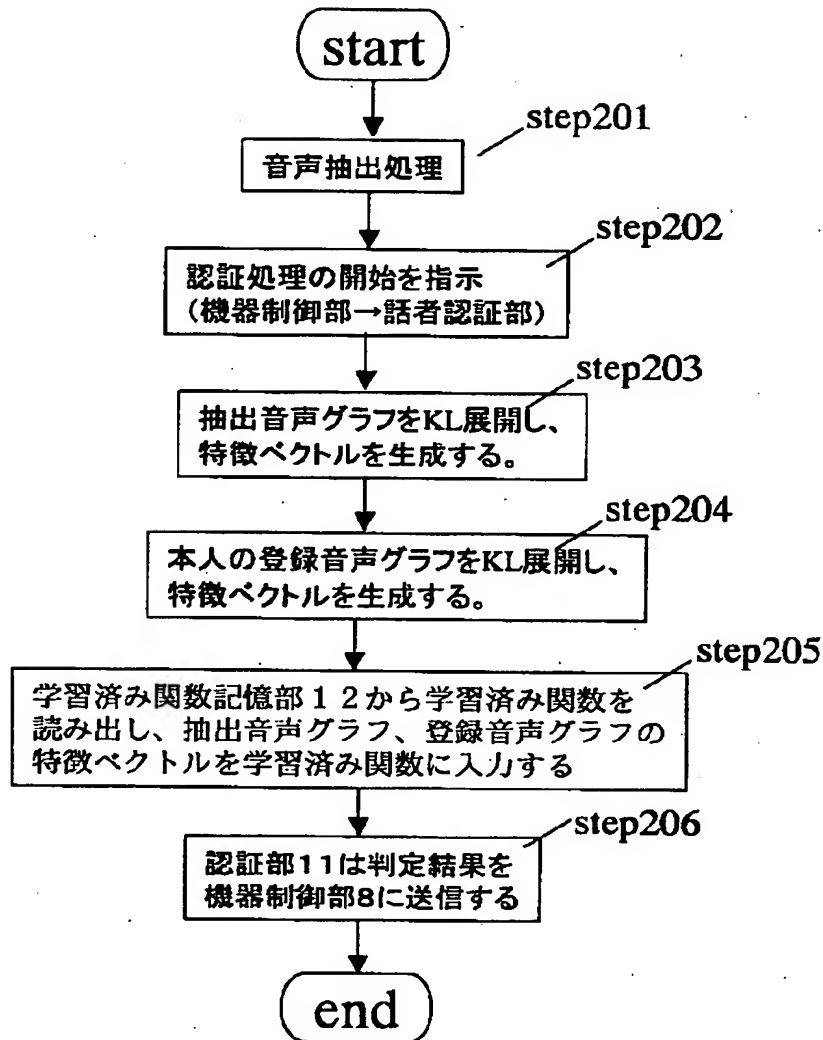 start
step201
音声抽出処理
step202
認証処理の開始を指示
(機器制御部→話者認証部)
step203
抽出音声グラフをKL展開し、
特徴ベクトルを生成する。
step204
本人の登録音声グラフをKL展開し、
特徴ベクトルを生成する。
step205
学習済み関数記憶部12から学習済み関数を
読み出し、抽出音声グラフ、登録音声グラフの
特徴ベクトルを学習済み関数に入力する
step206
認証部11は判定結果を
機器制御部8に送信する
end